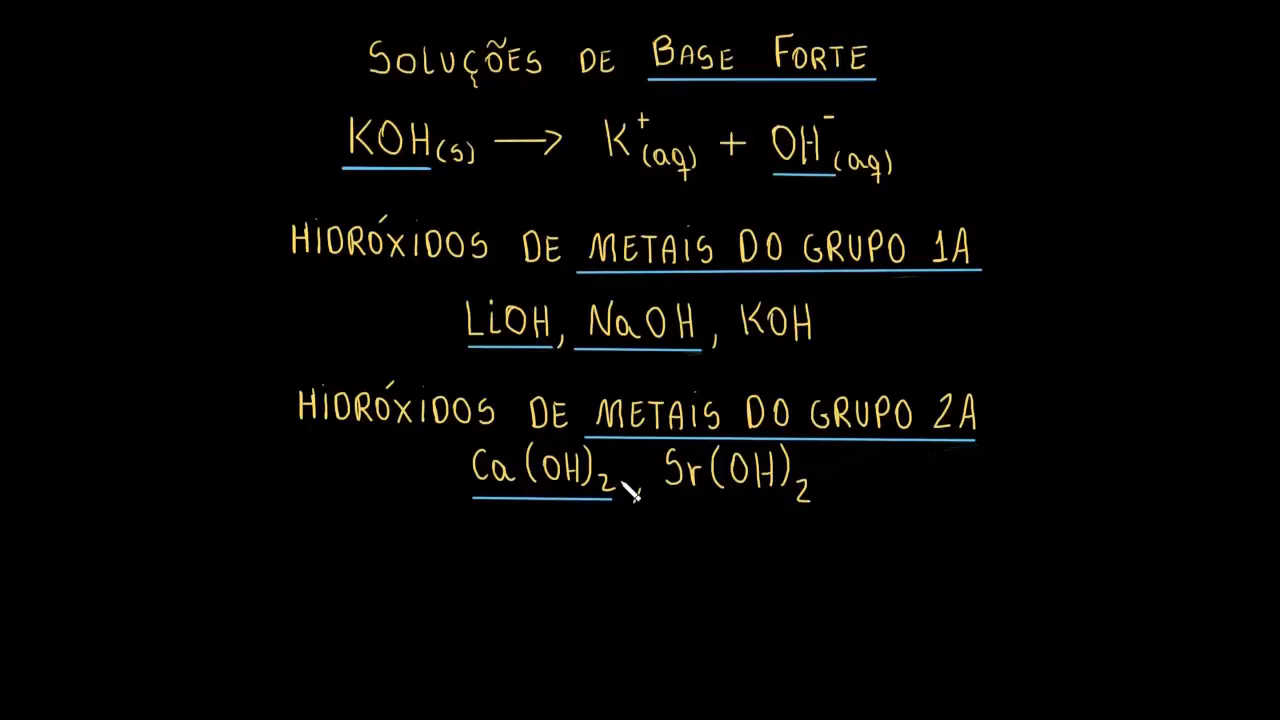 SOLUÇÕES DE BASE FORTE
KOH(s) ⟶ K⁺(aq) + OH⁻(aq)
HIDRÓXIDOS DE METAIS DO GRUPO 1A
LiOH, NaOH, KOH
HIDRÓXIDOS DE METAIS DO GRUPO 2A
Ca(OH)₂, Sr(OH)₂